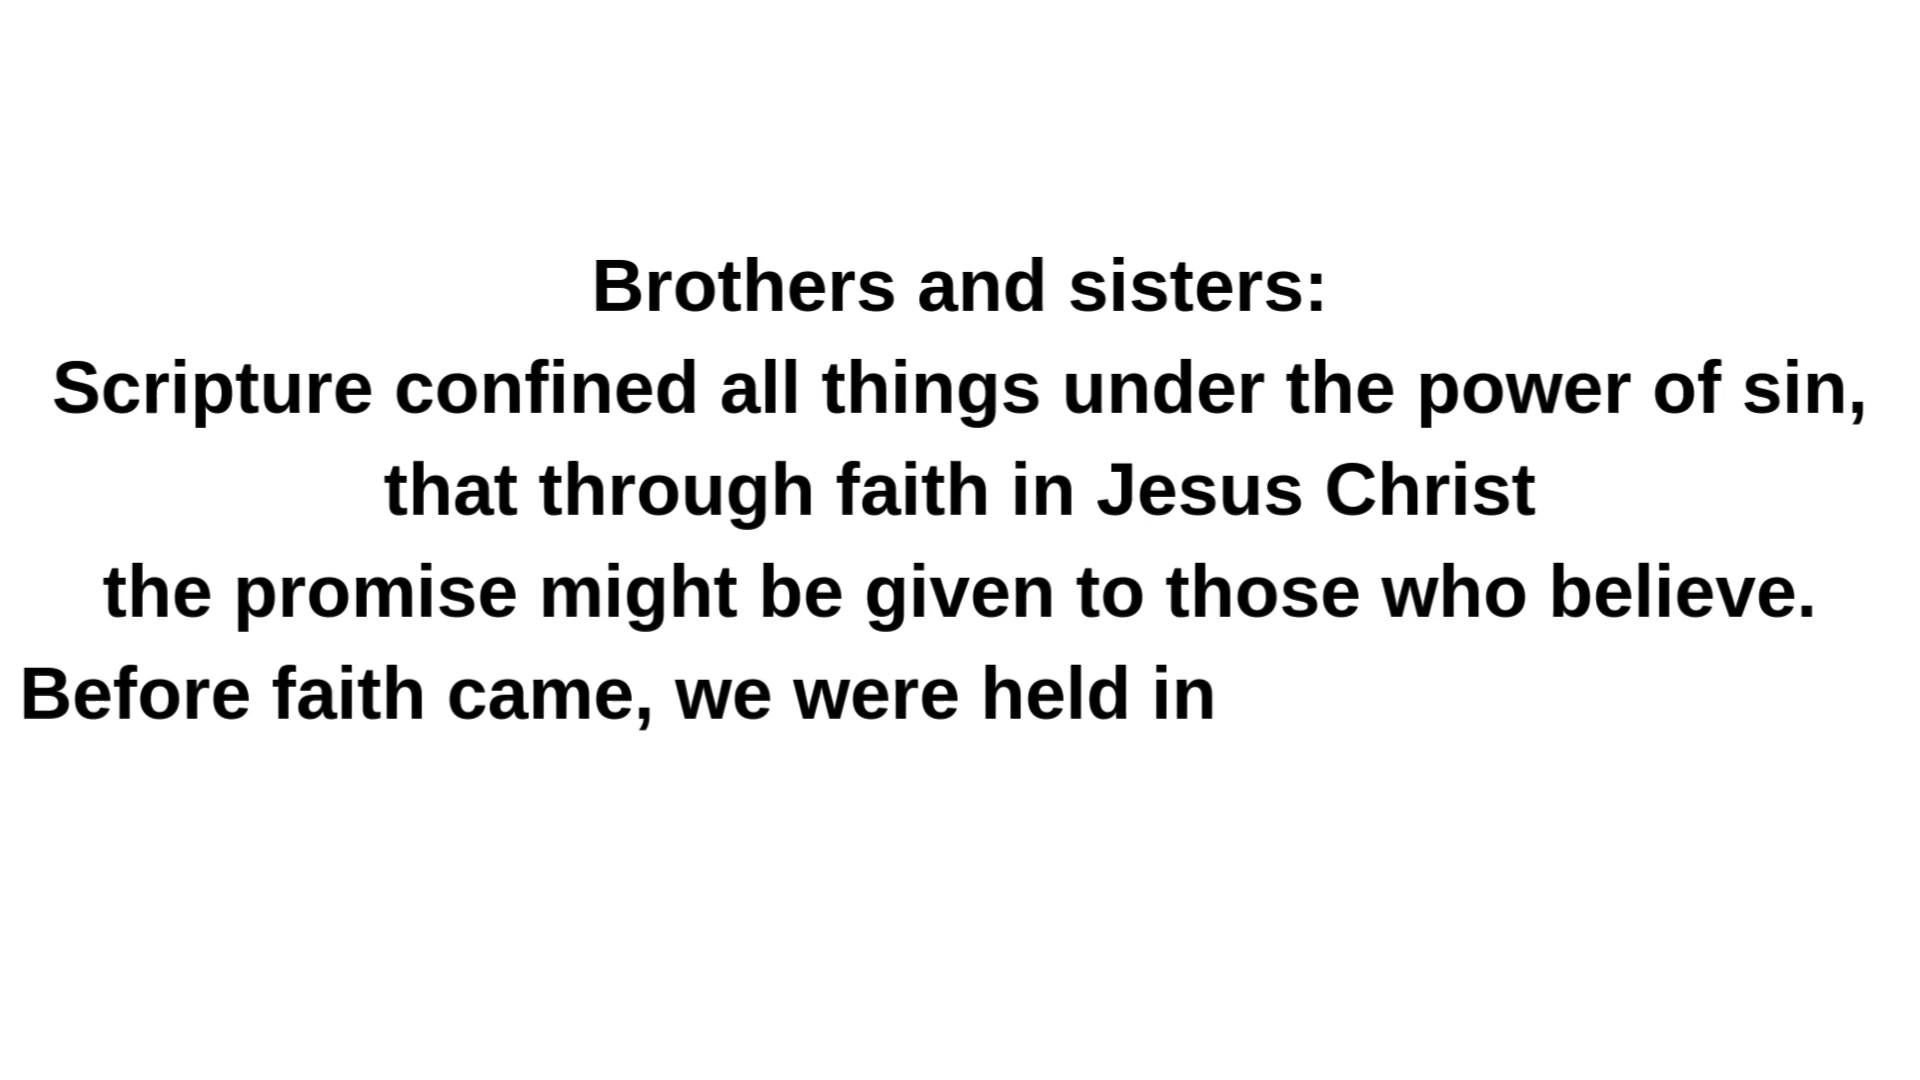 Brothers and sisters:
Scripture confined all things under the power of sin,
that through faith in Jesus Christ
the promise might be given to those who believe.
Before faith came, we were held in